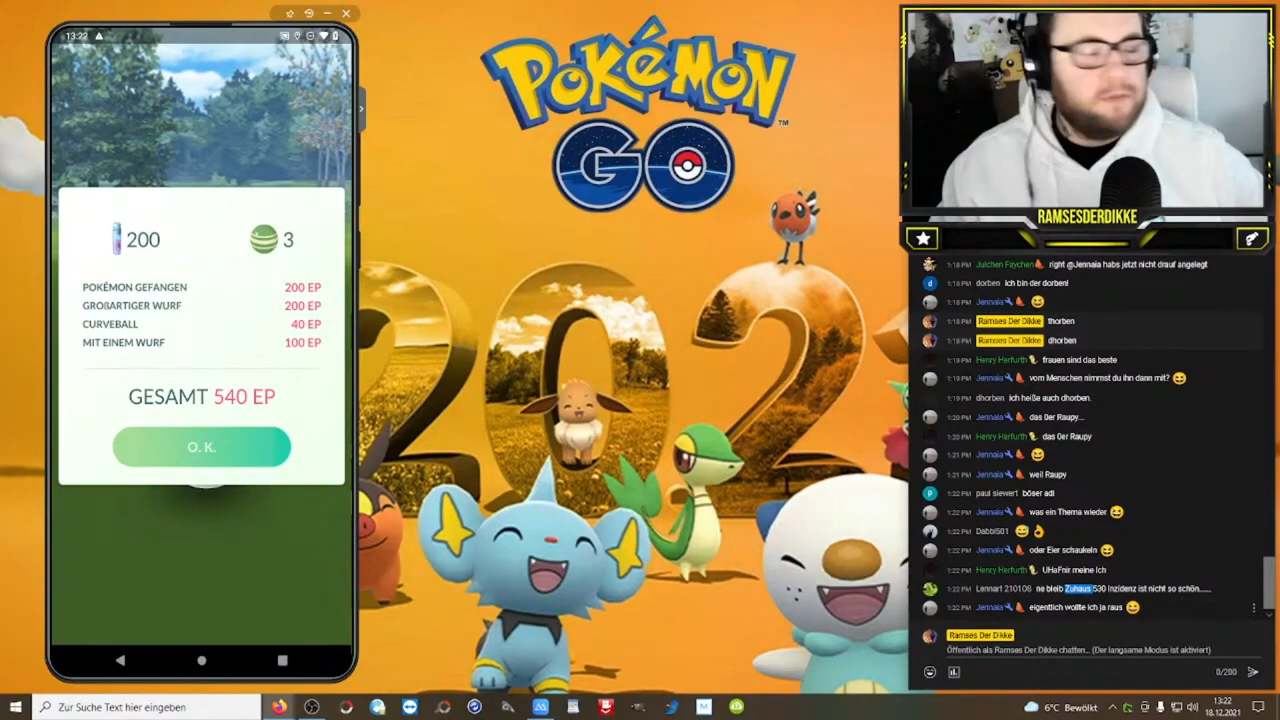 13:22
POKÉMON
GO
TM
202
200
3
POKÉMON GEFANGEN 200 EP
GROßARTIGER WURF 200 EP
CURVEBALL 40 EP
MIT EINEM WURF 100 EP
GESAMT 540 EP
O. K.
RAMSESDERDIKKE
1:18 PM Julchen Faychen right @Jennaia habs jetzt nicht drauf angelegt
d 1:18 PM dorben Ich bin der dorben!
1:18 PM Jennaia
1:18 PM Ramses Der Dikke thorben
1:18 PM Ramses Der Dikke dhorben
1:19 PM Henry Herfurth frauen sind das beste
1:19 PM Jennaia vom Menschen nimmst du ihn dann mit?
1:19 PM dhorben ich heiße auch dhorben.
1:20 PM Jennaia das 0er Raupy...
1:20 PM Henry Herfurth das 0er Raupy
1:21 PM Jennaia
1:21 PM Jennaia weil Raupy
P 1:22 PM paul siewert böser adi
1:22 PM Jennaia was ein Thema wieder
1:22 PM Dabbi501
1:22 PM Jennaia oder Eier schaukeln
1:22 PM Henry Herfurth UHaFnir meine Ich
1:22 PM Lennart 210106 ne bleib Zuhaus 530 Inzidenz ist nicht so schön......
1:22 PM Jennaia eigentlich wollte ich ja raus
Ramses Der Dikke
Öffentlich als Ramses Der Dikke chatten... (Der langsame Modus ist aktiviert)
0/200
Zur Suche Text hier eingeben
M
6°C Bewölkt
13:22
18.12.2021